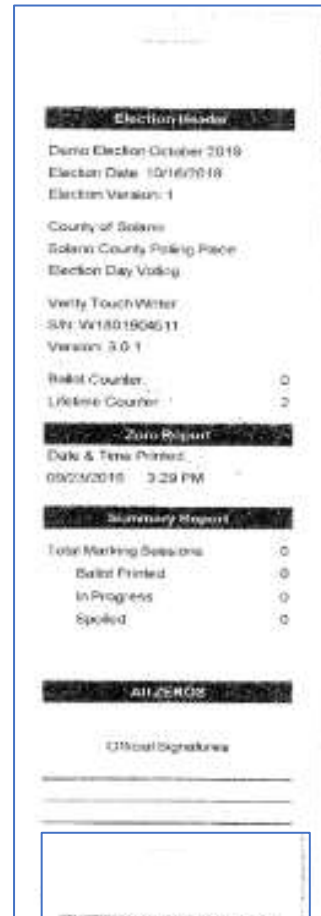 Election Header
Demo Election October 2018
Election Date: 10/16/2018
Election Version: 1
County of Solano
Solano County Polling Place
Election Day Voting
Verity Touch Writer
S/N: W1801904511
Version: 3.0.1
Ballot Counter: 0
Lifetime Counter: 2
Zero Report
Date & Time Printed:
09/23/2018 3:29 PM
Summary Report
Total Marking Sessions 0
Ballot Printed 0
In Progress 0
Spoiled 0
All ZEROS
Official Signatures